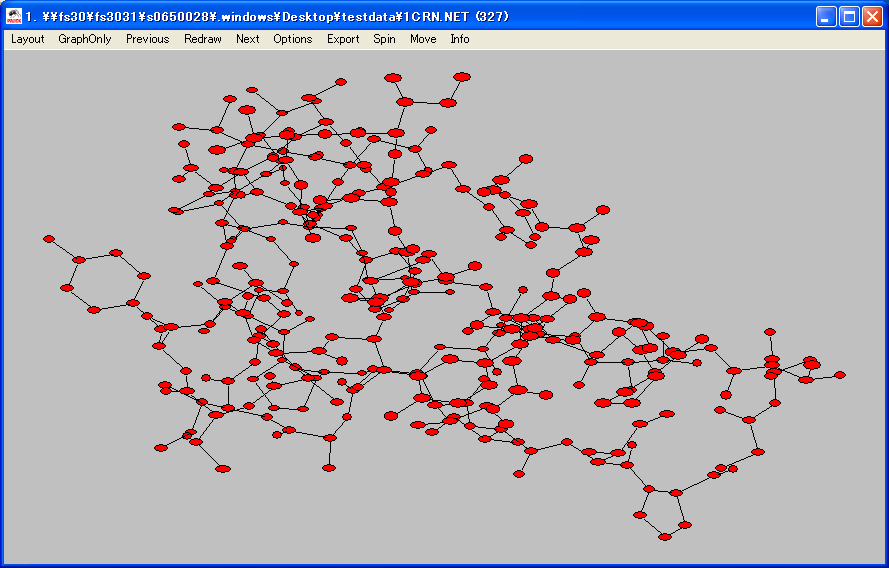 1. ¥¥fs30¥fs3031¥s0650028¥.windows¥Desktop¥testdata¥1CRN.NET (327)
Layout GraphOnly Previous Redraw Next Options Export Spin Move Info